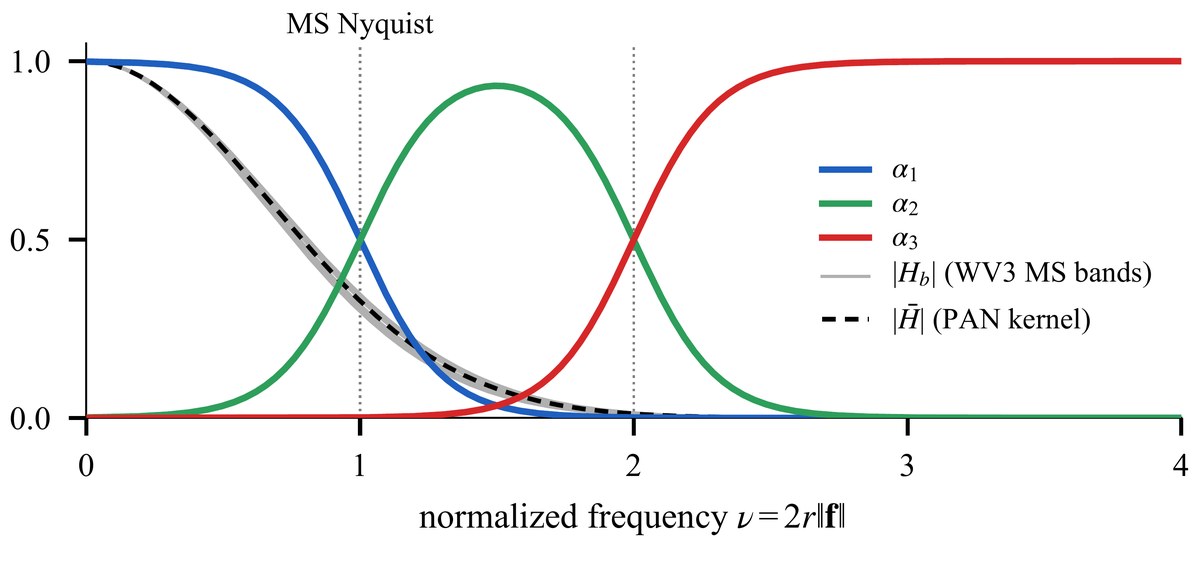 MS Nyquist
1.0
0.5
0.0
α₁
α₂
α₃
|H_b| (WV3 MS bands)
|H̄| (PAN kernel)
0 1 2 3 4
normalized frequency ν = 2r‖f‖